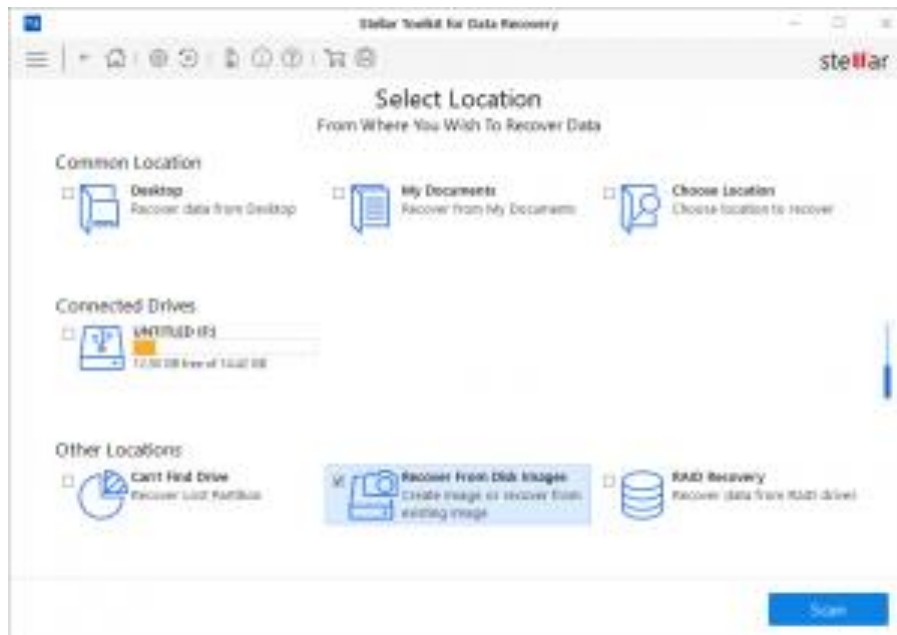 Stellar Toolkit for Data Recovery
stellar
Select Location
From Where You Wish To Recover Data
Common Location
Desktop
Recover data from Desktop
My Documents
Recover from My Documents
Choose Location
Choose location to recover
Connected Drives
UNTITLED
GB free of
Other Locations
Can't Find Drive
Recover Lost Partition
Recover From Disk Images
Create image or recover from
existing image
RAID Recovery
Recover data from RAID drives
Scan